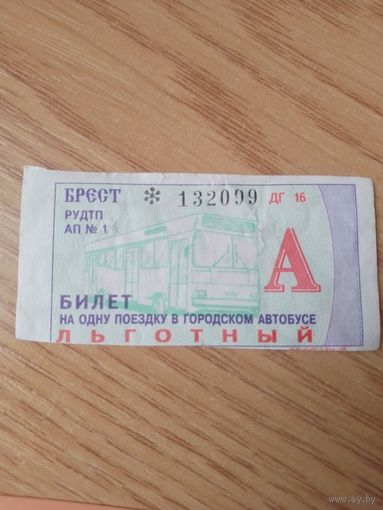 БРЕСТ * 132099 ДГ 16
РУДТП
АП № 1
А
БИЛЕТ
НА ОДНУ ПОЕЗДКУ В ГОРОДСКОМ АВТОБУСЕ
ЛЬГОТНЫЙ
www.ay.by